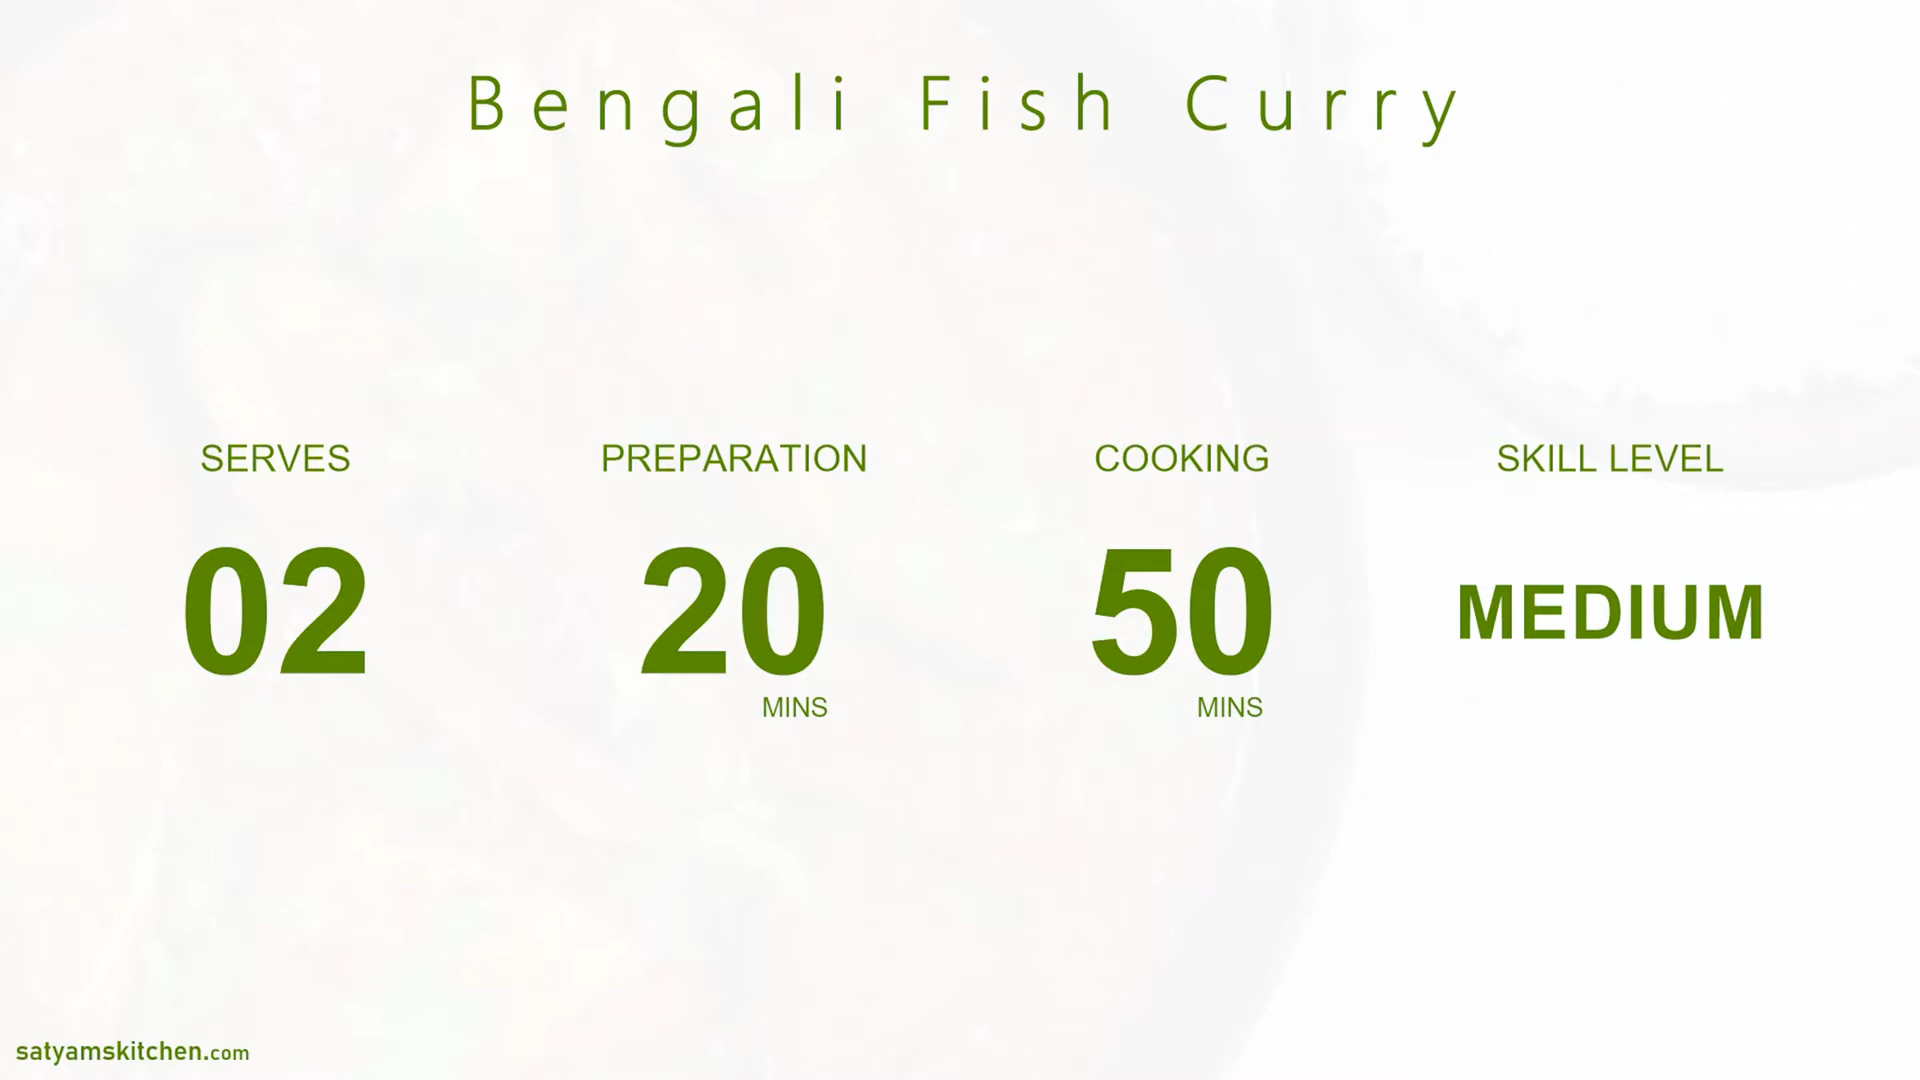 Bengali Fish Curry
SERVES
02
PREPARATION
20
MINS
COOKING
50
MINS
SKILL LEVEL
MEDIUM
satyamskitchen.com